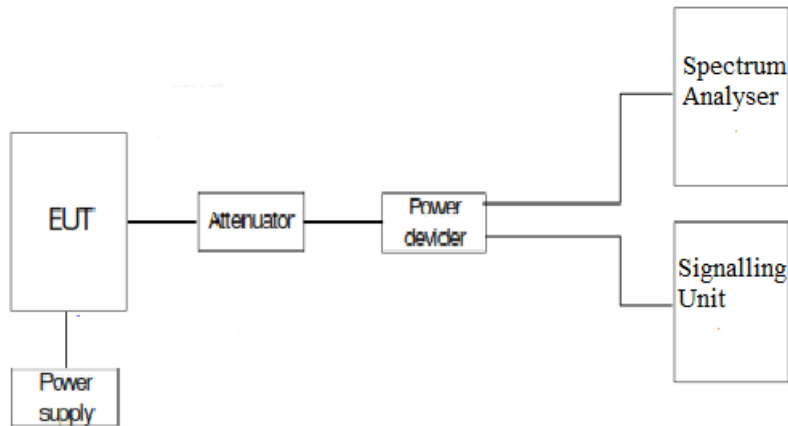 Spectrum
Analyser
EUT
Attenuator
Power
devider
Signalling
Unit
Power
supply